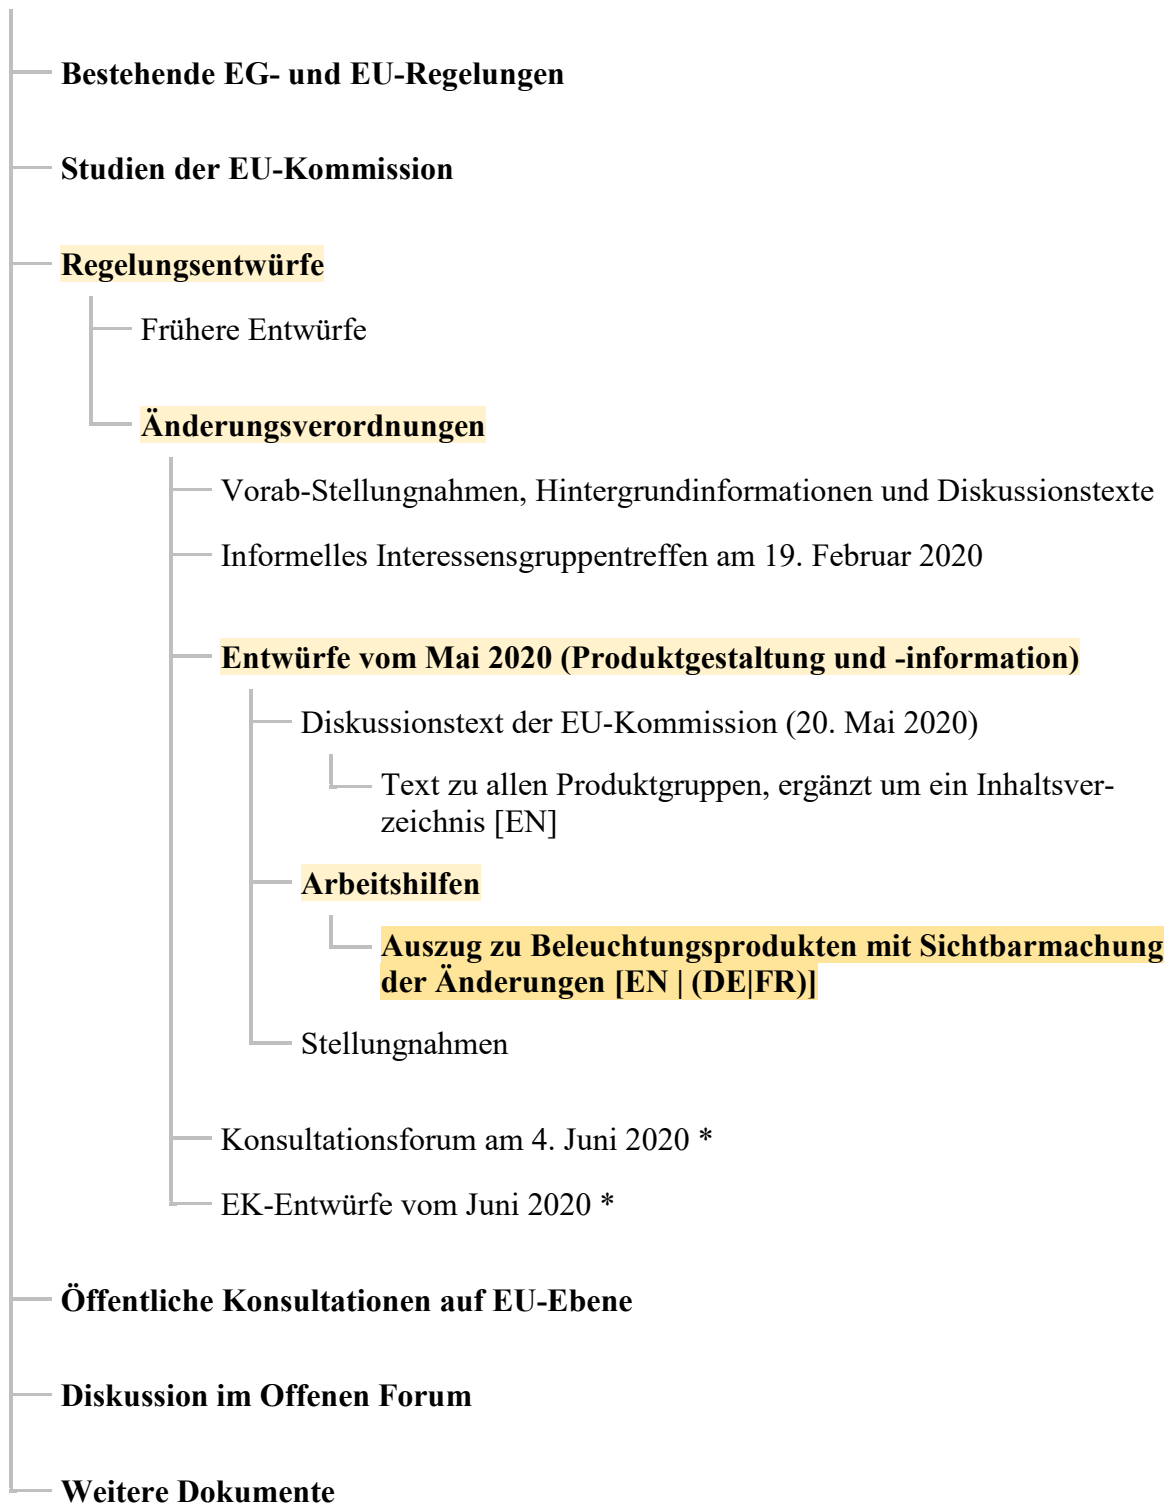 Bestehende EG- und EU-Regelungen
Studien der EU-Kommission
Regelungsentwürfe
Frühere Entwürfe
Änderungsverordnungen
Vorab-Stellungnahmen, Hintergrundinformationen und Diskussionstexte
Informelles Interessensgruppentreffen am 19. Februar 2020
Entwürfe vom Mai 2020 (Produktgestaltung und -information)
Diskussionstext der EU-Kommission (20. Mai 2020)
Text zu allen Produktgruppen, ergänzt um ein Inhaltsver-
zeichnis [EN]
Arbeitshilfen
Auszug zu Beleuchtungsprodukten mit Sichtbarmachung
der Änderungen [EN | (DE|FR)]
Stellungnahmen
Konsultationsforum am 4. Juni 2020 *
EK-Entwürfe vom Juni 2020 *
Öffentliche Konsultationen auf EU-Ebene
Diskussion im Offenen Forum
Weitere Dokumente